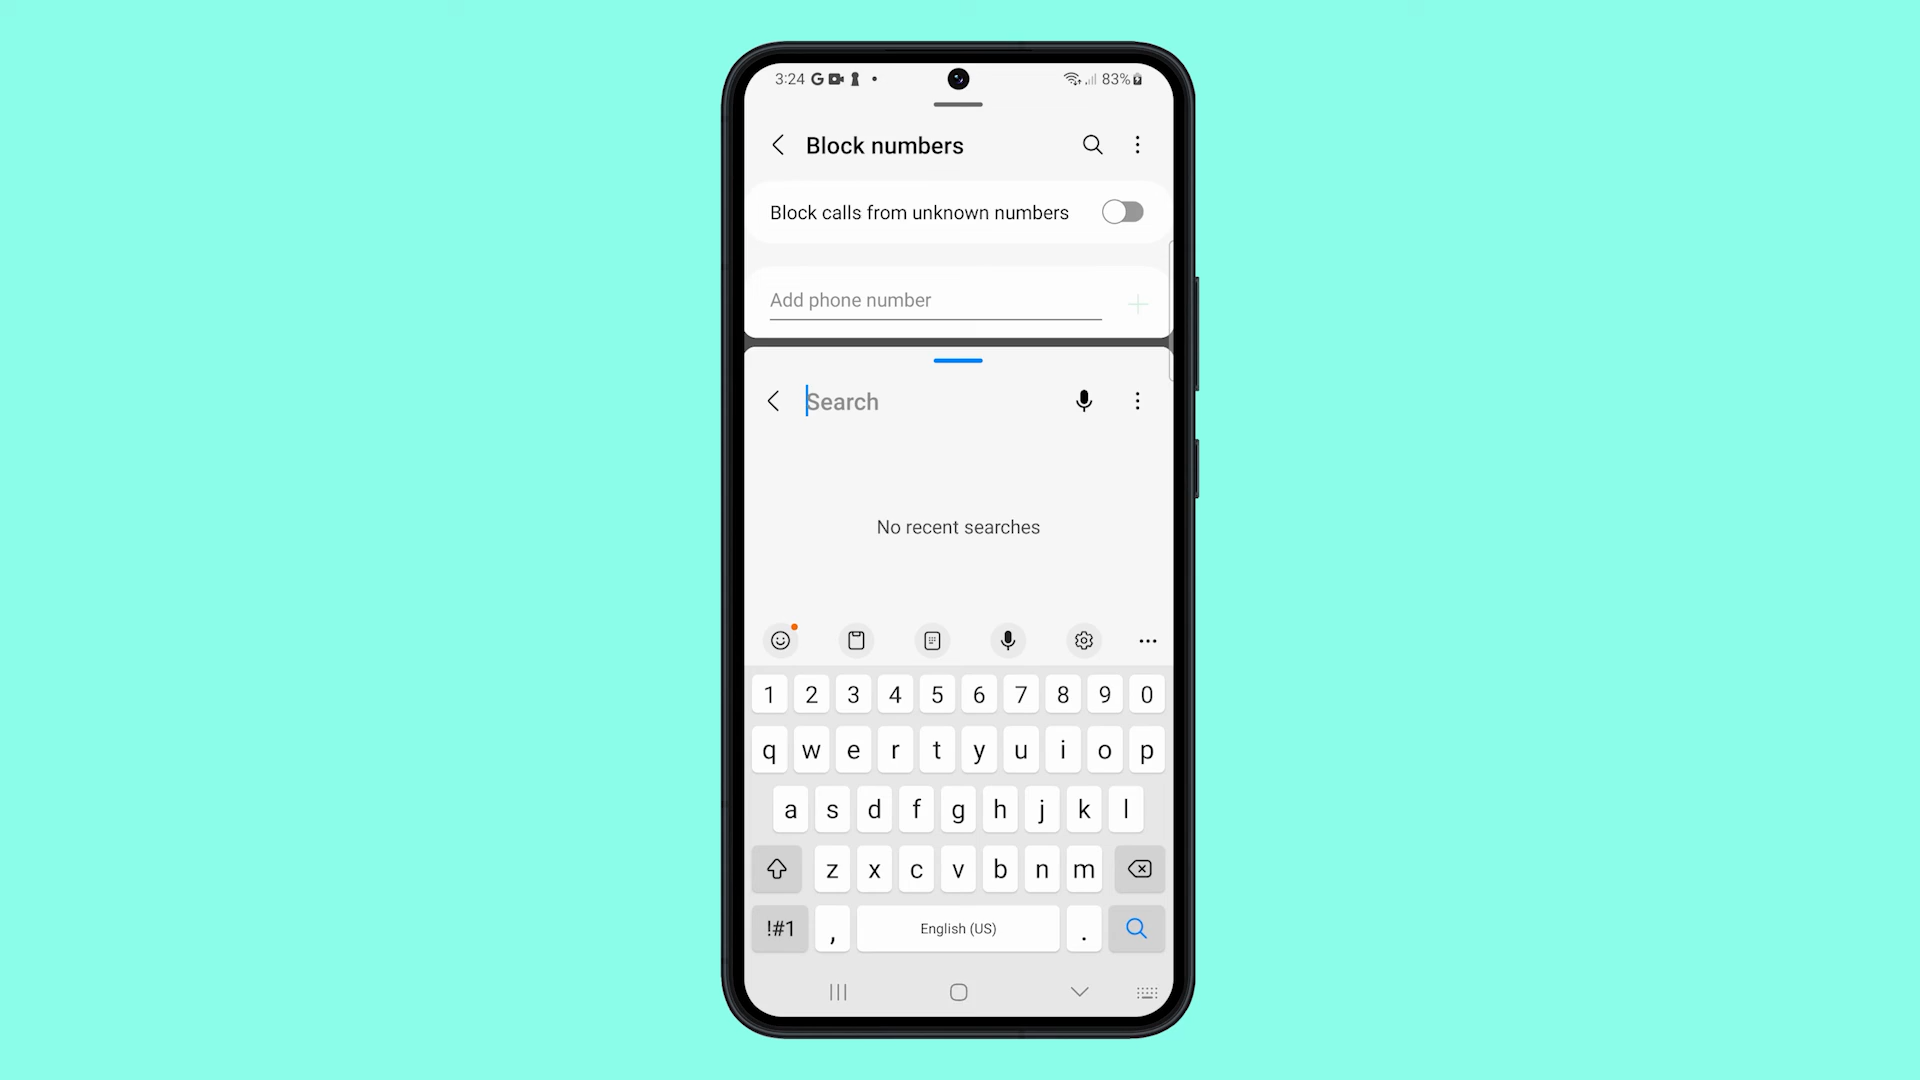 3:24 G 83%
Block numbers
Block calls from unknown numbers
Add phone number
Search
No recent searches
1 2 3 4 5 6 7 8 9 0
q w e r t y u i o p
a s d f g h j k l
z x c v b n m
!#1 , English (US) .